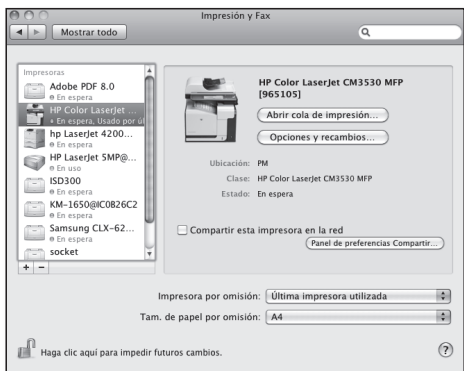 Impresión y Fax
Mostrar todo
Impresoras
Adobe PDF 8.0
En espera
HP Color LaserJet ...
En espera, Usado por úl
hp LaserJet 4200...
En espera
HP LaserJet 5MP@...
En uso
ISD300
En espera
KM-1650@IC0B26C2
En espera
Samsung CLX-62...
En espera
socket
+ −
HP Color LaserJet CM3530 MFP
[965105]
Abrir cola de impresión...
Opciones y recambios...
Ubicación: PM
Clase: HP Color LaserJet CM3530 MFP
Estado: En espera
Compartir esta impresora en la red
Panel de preferencias Compartir...
Impresora por omisión: Última impresora utilizada
Tam. de papel por omisión: A4
Haga clic aquí para impedir futuros cambios.
?